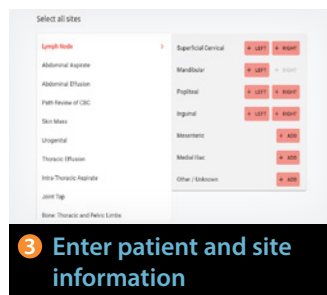 Select all sites
Lymph Node
Abdominal Aspirate
Abdominal Effusion
Path Review of CBC
Skin Mass
Urogenital
Thoracic Effusion
Intra-Thoracic Aspirate
Joint Tap
Bone: Thoracic and Pelvic Limbs
Superficial Cervical + LEFT + RIGHT
Mandibular + LEFT + RIGHT
Popliteal + LEFT + RIGHT
Inguinal + LEFT + RIGHT
Mesenteric + ADD
Medial Iliac + ADD
Other / Unknown + ADD
3 Enter patient and site
information